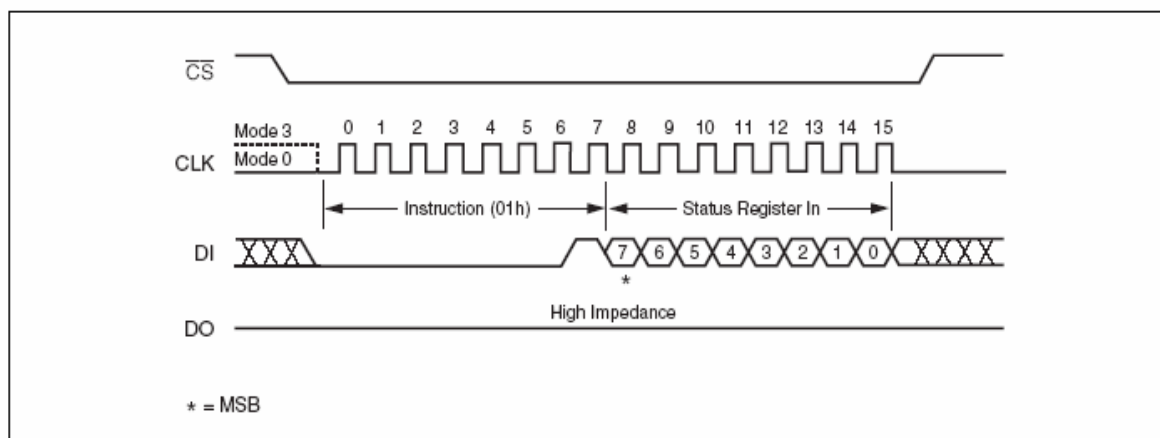 CS
Mode 3 0 1 2 3 4 5 6 7 8 9 10 11 12 13 14 15
CLK Mode 0
Instruction (01h) Status Register In
DI 7 6 5 4 3 2 1 0
*
High Impedance
DO
* = MSB